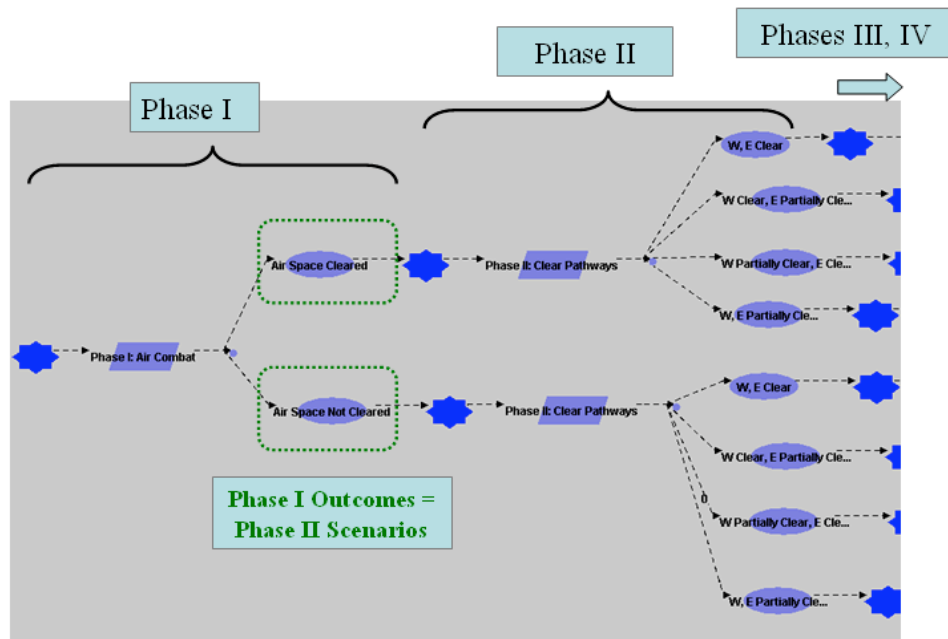 Phases III, IV
Phase II
Phase I
W, E Clear
W Clear, E Partially Cle...
Air Space Cleared
Phase II: Clear Pathways
W Partially Clear, E Cle...
W, E Partially Cle...
Phase I: Air Combat
W, E Clear
Air Space Not Cleared
Phase II: Clear Pathways
W Clear, E Partially Cle...
Phase I Outcomes =
Phase II Scenarios
0
W Partially Clear, E Cle...
W, E Partially Cle...